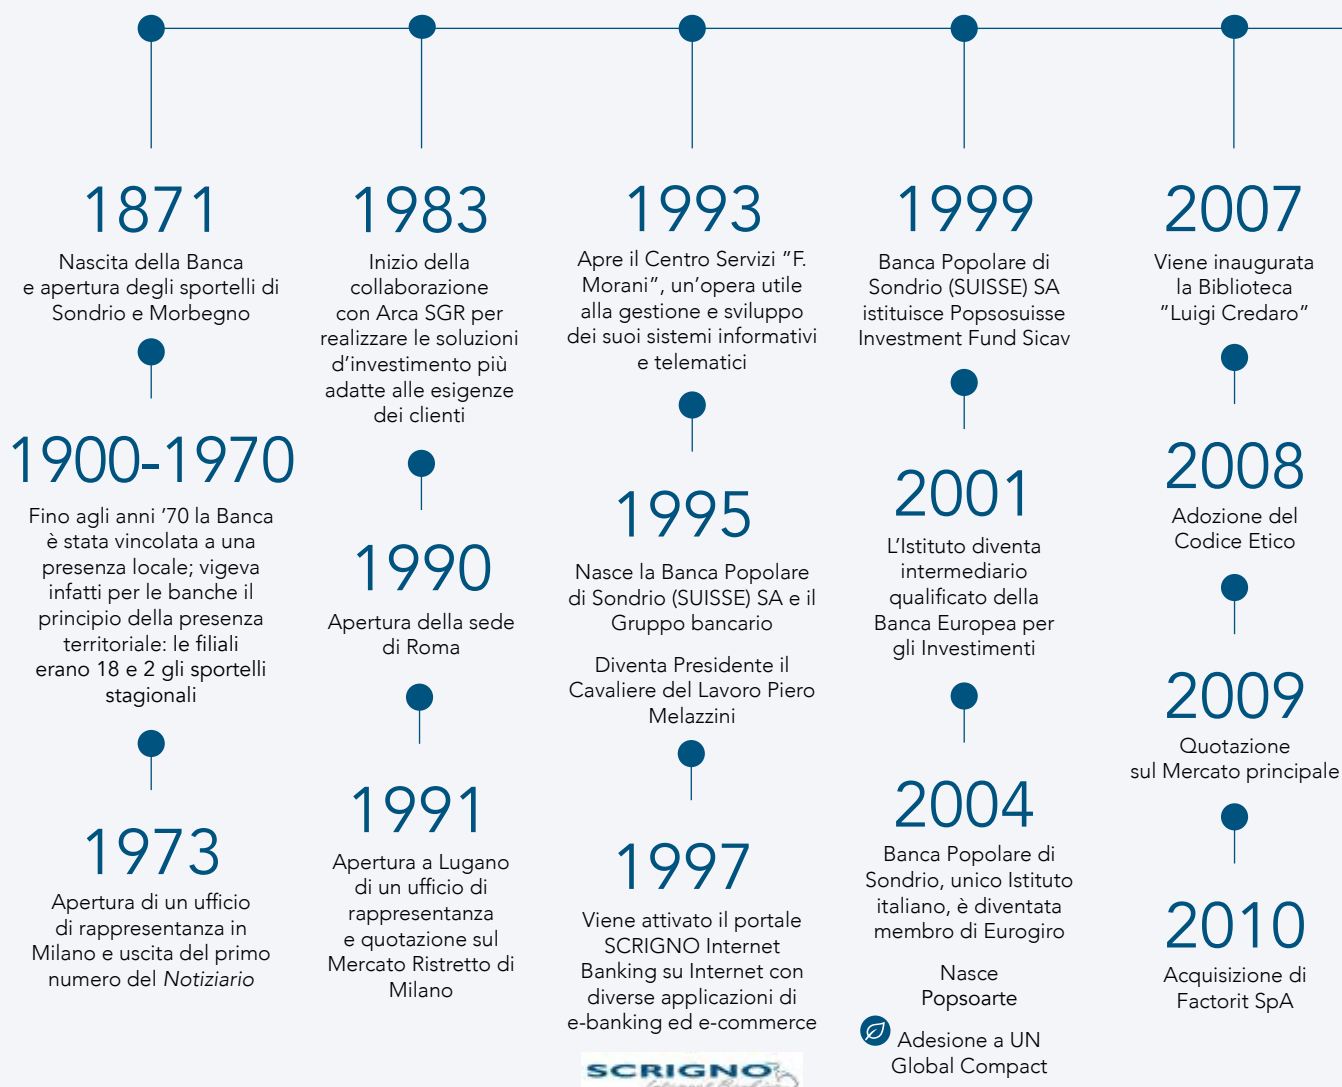 1871
Nascita della Banca
e apertura degli sportelli di
Sondrio e Morbegno
1900-1970
Fino agli anni ’70 la Banca
è stata vincolata a una
presenza locale; vigeva
infatti per le banche il
principio della presenza
territoriale: le filiali
erano 18 e 2 gli sportelli
stagionali
1973
Apertura di un ufficio
di rappresentanza in
Milano e uscita del primo
numero del Notiziario
1983
Inizio della
collaborazione
con Arca SGR per
realizzare le soluzioni
d’investimento più
adatte alle esigenze
dei clienti
1990
Apertura della sede
di Roma
1991
Apertura a Lugano
di un ufficio di
rappresentanza
e quotazione sul
Mercato Ristretto di
Milano
1993
Apre il Centro Servizi ”F.
Morani”, un’opera utile
alla gestione e sviluppo
dei suoi sistemi informativi
e telematici
1995
Nasce la Banca Popolare
di Sondrio (SUISSE) SA e il
Gruppo bancario
Diventa Presidente il
Cavaliere del Lavoro Piero
Melazzini
1997
Viene attivato il portale
SCRIGNO Internet
Banking su Internet con
diverse applicazioni di
e-banking ed e-commerce
SCRIGNO
1999
Banca Popolare di
Sondrio (SUISSE) SA
istituisce Popsosuisse
Investment Fund Sicav
2001
L’Istituto diventa
intermediario
qualificato della
Banca Europea per
gli Investimenti
2004
Banca Popolare di
Sondrio, unico Istituto
italiano, è diventata
membro di Eurogiro
Nasce
Popsoarte
Adesione a UN
Global Compact
2007
Viene inaugurata
la Biblioteca
”Luigi Credaro”
2008
Adozione del
Codice Etico
2009
Quotazione
sul Mercato principale
2010
Acquisizione di
Factorit SpA